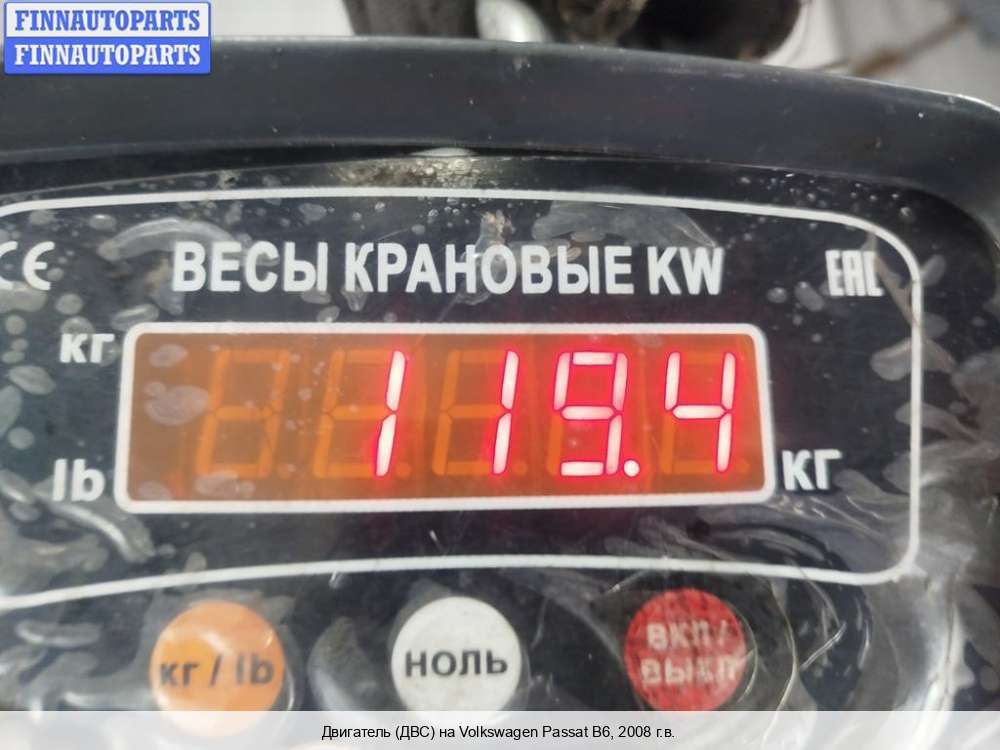 FINNAUTOPARTS
FINNAUTOPARTS
CE
ВЕСЫ КРАНОВЫЕ KW
EAC
кг
119.4
lb
кг
кг / lb
НОЛЬ
ВКЛ /
ВЫКЛ
Двигатель (ДВС) на Volkswagen Passat B6, 2008 г.в.